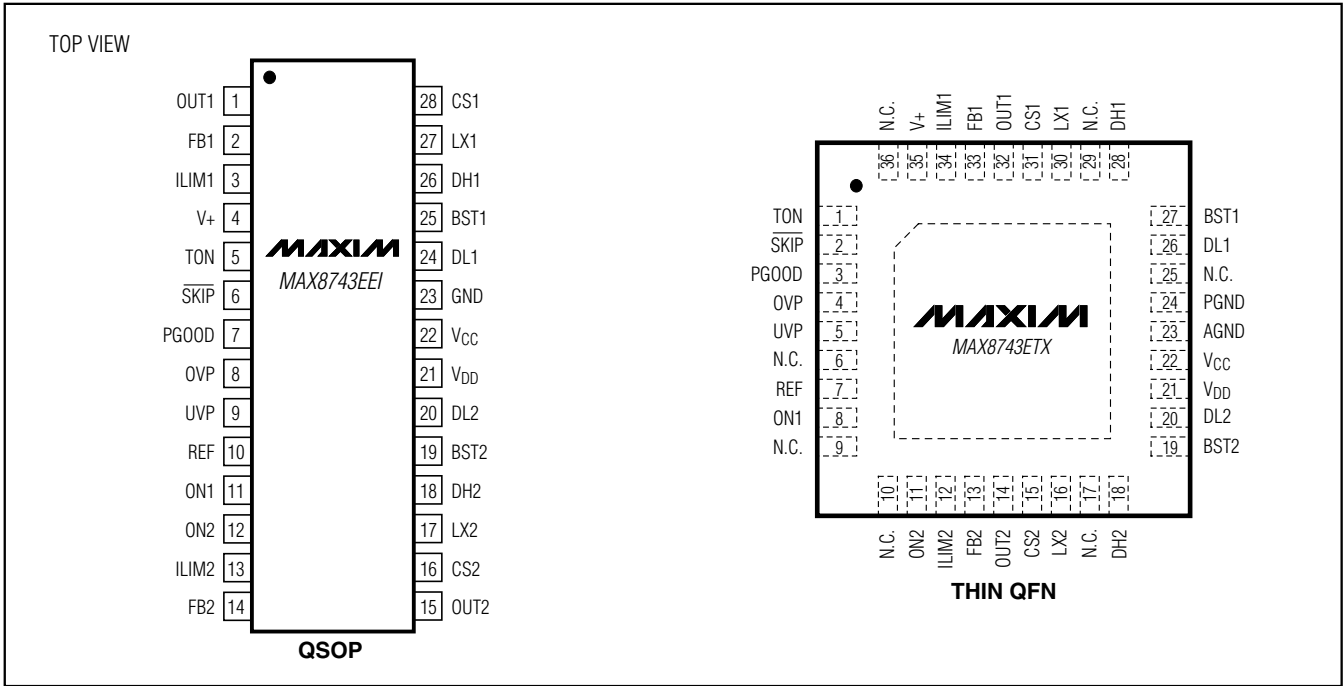 TOP VIEW
OUT1 1
FB1 2
ILIM1 3
V+ 4
TON 5
SKIP 6
PGOOD 7
OVP 8
UVP 9
REF 10
ON1 11
ON2 12
ILIM2 13
FB2 14
28 CS1
27 LX1
26 DH1
25 BST1
24 DL1
23 GND
22 VCC
21 VDD
20 DL2
19 BST2
18 DH2
17 LX2
16 CS2
15 OUT2
MAXIM
MAX8743EEI
QSOP
N.C. 36
V+ 35
ILIM1 34
FB1 33
OUT1 32
CS1 31
LX1 30
N.C. 29
DH1 28
TON 1
SKIP 2
PGOOD 3
OVP 4
UVP 5
N.C. 6
REF 7
ON1 8
N.C. 9
27 BST1
26 DL1
25 N.C.
24 PGND
23 AGND
22 VCC
21 VDD
20 DL2
19 BST2
MAXIM
MAX8743ETX
10 N.C.
11 ON2
12 ILIM2
13 FB2
14 OUT2
15 CS2
16 LX2
17 N.C.
18 DH2
THIN QFN